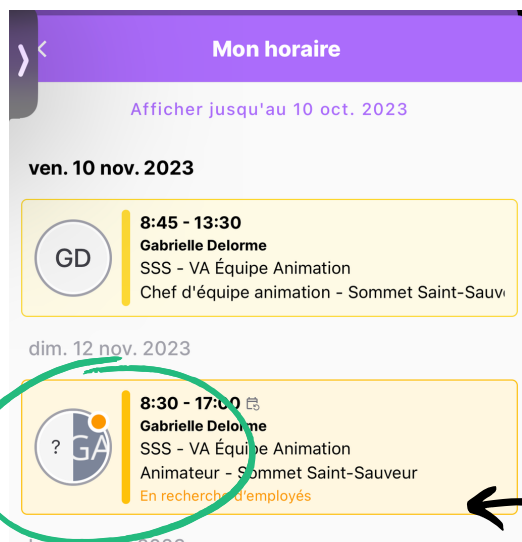 Mon horaire
Afficher jusqu'au 10 oct. 2023
ven. 10 nov. 2023
GD
8:45 - 13:30
Gabrielle Delorme
SSS - VA Équipe Animation
Chef d'équipe animation - Sommet Saint-Sauv
dim. 12 nov. 2023
? GA
8:30 - 17:00
Gabrielle Delorme
SSS - VA Équipe Animation
Animateur - Sommet Saint-Sauveur
En recherche d'employés